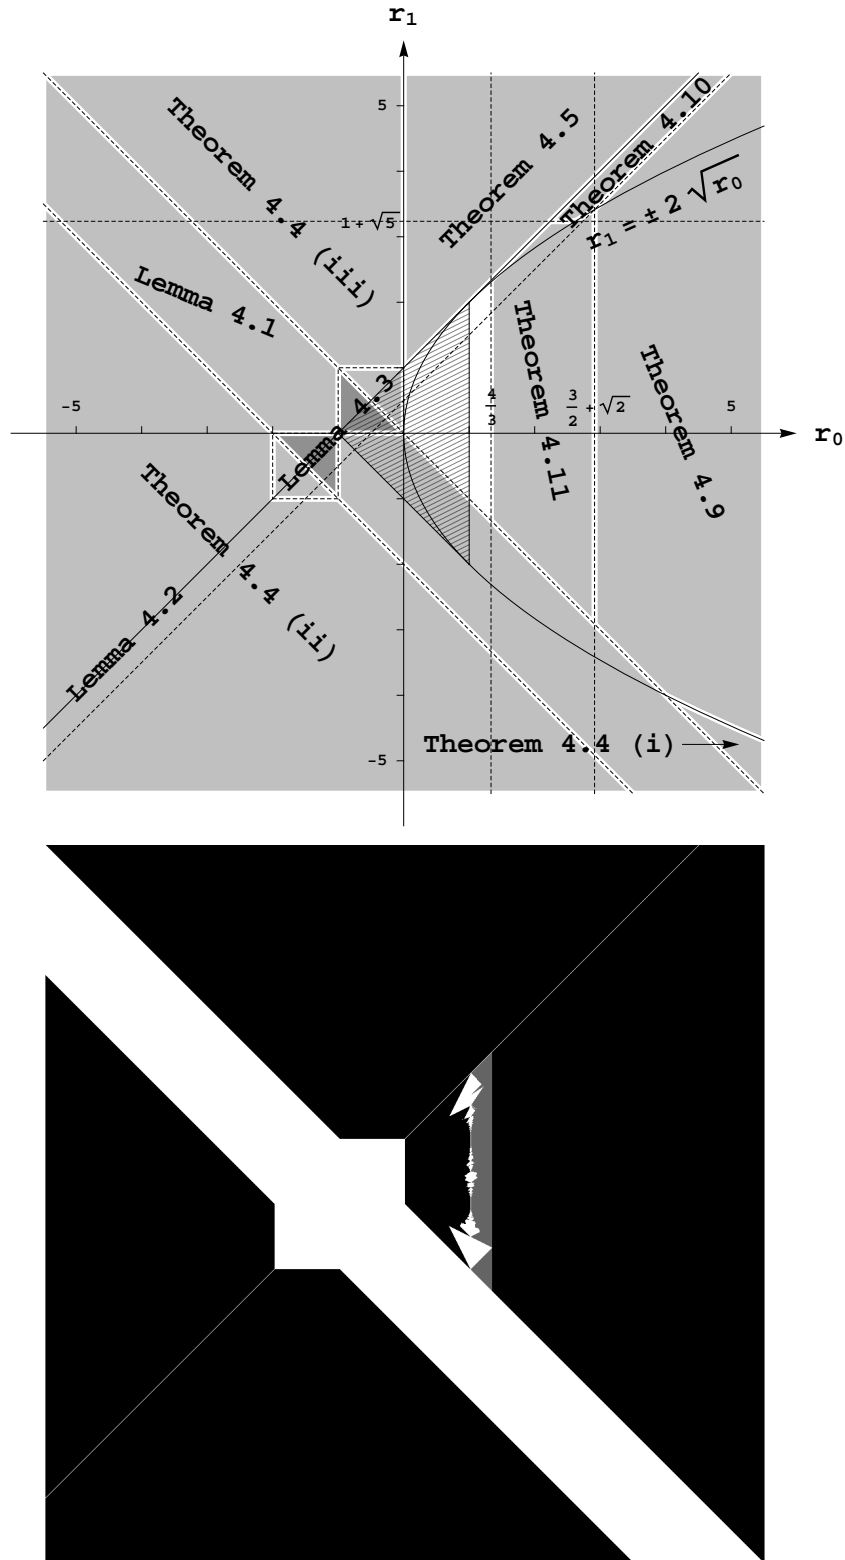 r₁
5
Theorem 4.10
Theorem 4.5
Theorem 4.4 (iii)
r₁ = ± 2 √r₀
1 + √5
Lemma 4.1
Theorem 4.11
Theorem 4.9
Lemma 4.3
-5
4/3
3/2 + √2
5
r₀
Theorem 4.4 (ii)
Lemma 4.2
Theorem 4.4 (i)
-5